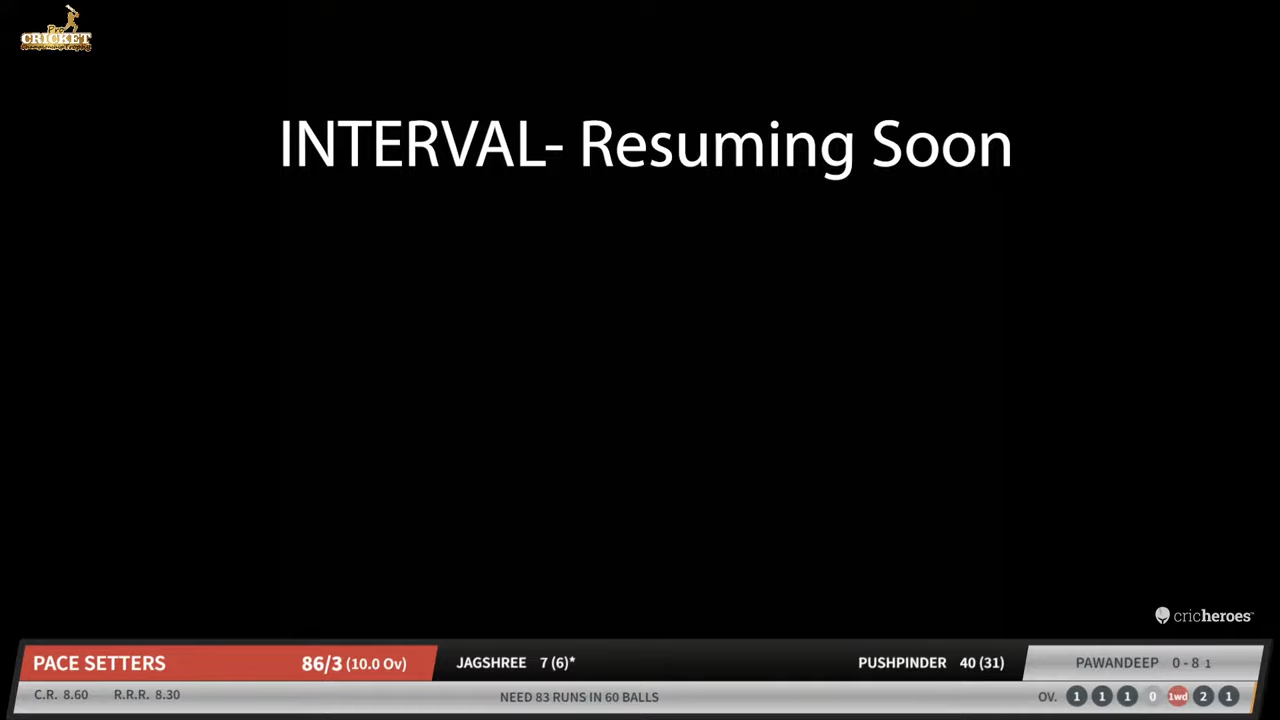 Pro
CRICKET
INTERVAL- Resuming Soon
cricheroes
PACE SETTERS 86/3 (10.0 Ov) JAGSHREE 7 (6)* PUSHPINDER 40 (31) PAWANDEEP 0 - 8 1
C.R. 8.60 R.R.R. 8.30 NEED 83 RUNS IN 60 BALLS OV. 1 1 1 0 1wd 2 1